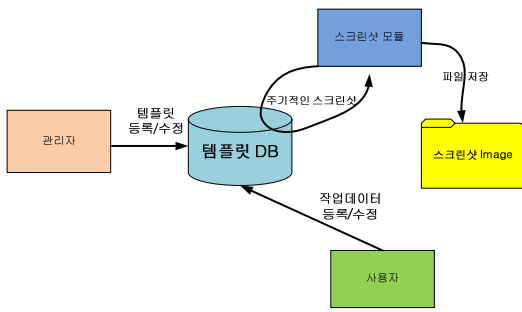 스크린샷 모듈
주기적인 스크린샷
파일 저장
템플릿
등록/수정
관리자
템플릿 DB
스크린샷 Image
작업데이터
등록/수정
사용자